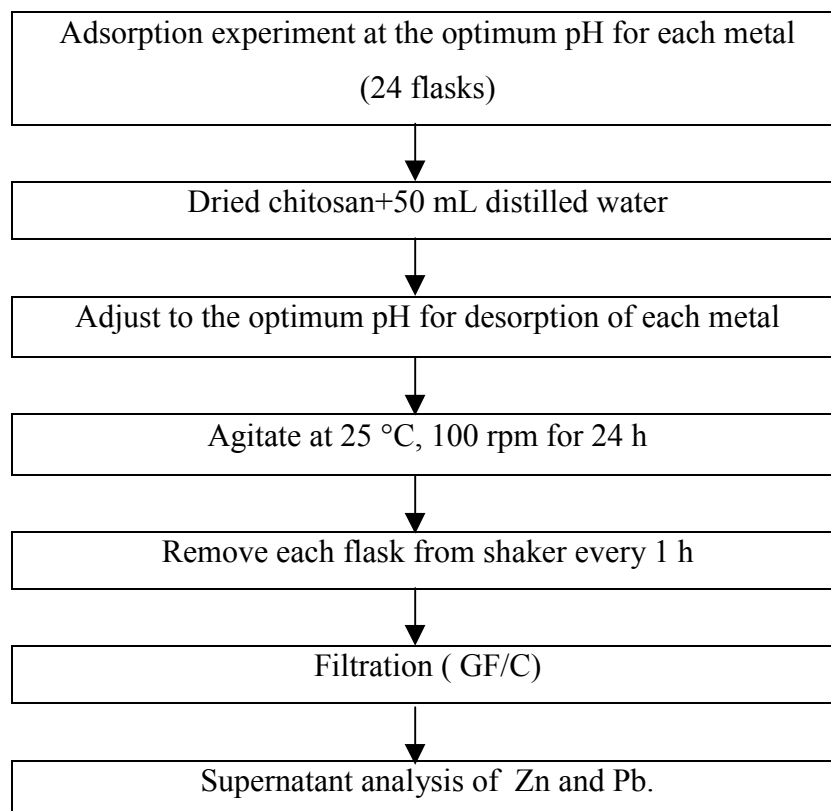 Adsorption experiment at the optimum pH for each metal
(24 flasks)
Dried chitosan+50 mL distilled water
Adjust to the optimum pH for desorption of each metal
Agitate at 25 °C, 100 rpm for 24 h
Remove each flask from shaker every 1 h
Filtration ( GF/C)
Supernatant analysis of  Zn and Pb.